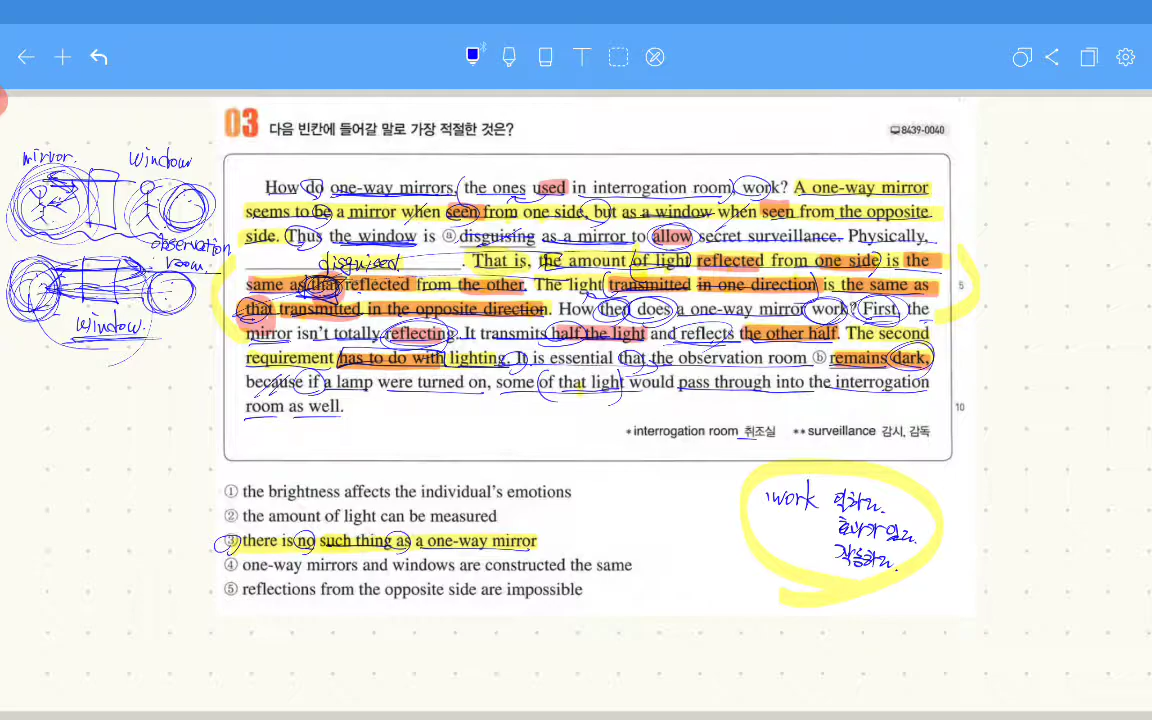 03 다음 빈칸에 들어갈 말로 가장 적절한 것은?
8439-0040
mirror. window
observation
room.
window.
How do one-way mirrors, the ones used in interrogation room, work? A one-way mirror
seems to be a mirror when seen from one side, but as a window when seen from the opposite
side. Thus the window is ⓐ disguising as a mirror to allow secret surveillance. Physically,
disguised
____________________. That is, the amount of light reflected from one side is the
same as that reflected from the other. The light transmitted in one direction is the same as
5
that transmitted in the opposite direction. How then does a one-way mirror work? First, the
mirror isn't totally reflecting. It transmits half the light and reflects the other half. The second
requirement has to do with lighting. It is essential that the observation room ⓑ remains dark,
because if a lamp were turned on, some of that light would pass through into the interrogation
room as well.
10
*interrogation room 취조실 **surveillance 감시, 감독
① the brightness affects the individual's emotions
② the amount of light can be measured
③ there is no such thing as a one-way mirror
④ one-way mirrors and windows are constructed the same
⑤ reflections from the opposite side are impossible
work
작동하다.